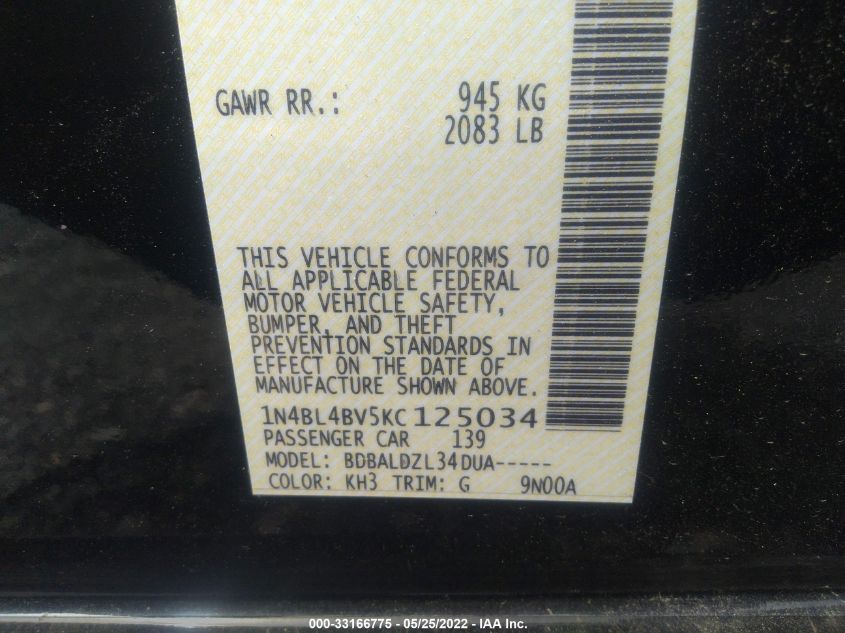 GAWR RR.: 945 KG
2083 LB
THIS VEHICLE CONFORMS TO
ALL APPLICABLE FEDERAL
MOTOR VEHICLE SAFETY,
BUMPER, AND THEFT
PREVENTION STANDARDS IN
EFFECT ON THE DATE OF
MANUFACTURE SHOWN ABOVE.
1N4BL4BV5KC125034
PASSENGER CAR 139
MODEL: BDBALDZL34DUA-----
COLOR: KH3 TRIM: G 9N00A
000-33166775 - 05/25/2022 - IAA Inc.